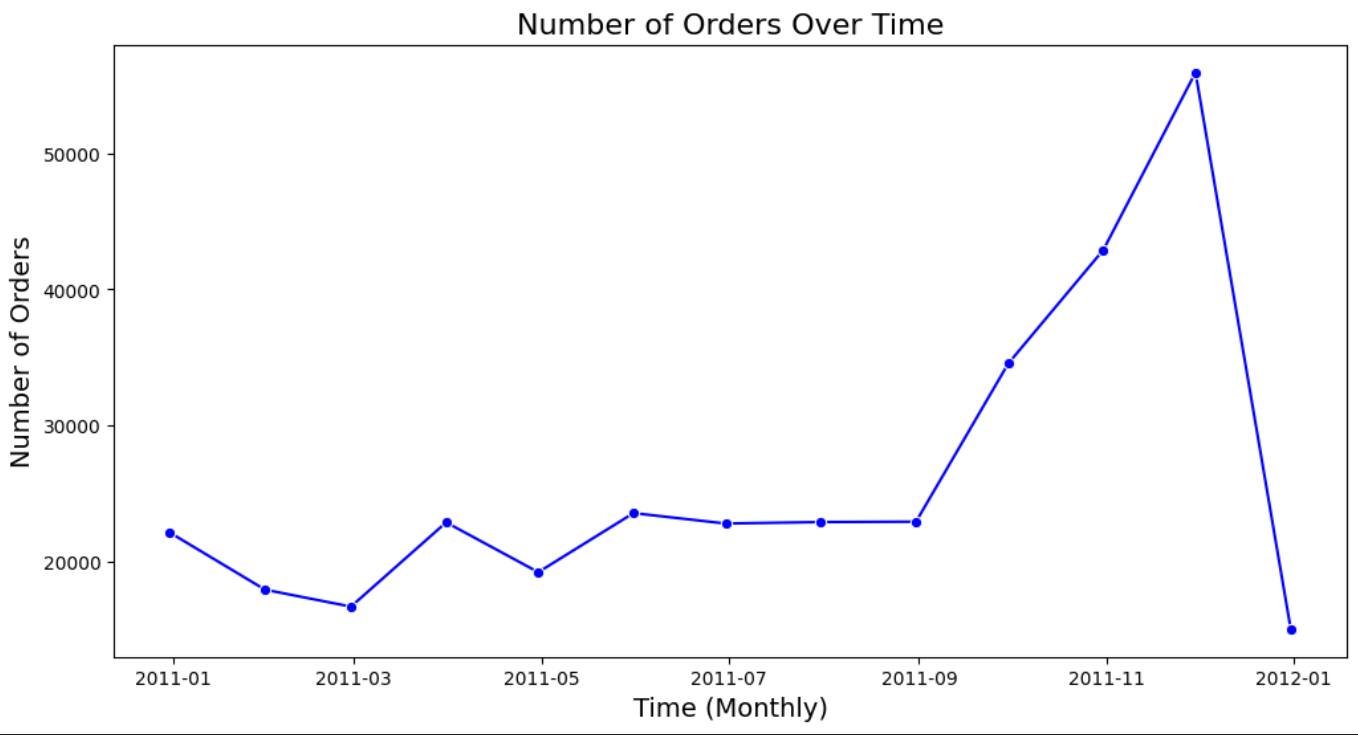 Number of Orders Over Time
Number of Orders
50000
40000
30000
20000
2011-01 2011-03 2011-05 2011-07 2011-09 2011-11 2012-01
Time (Monthly)